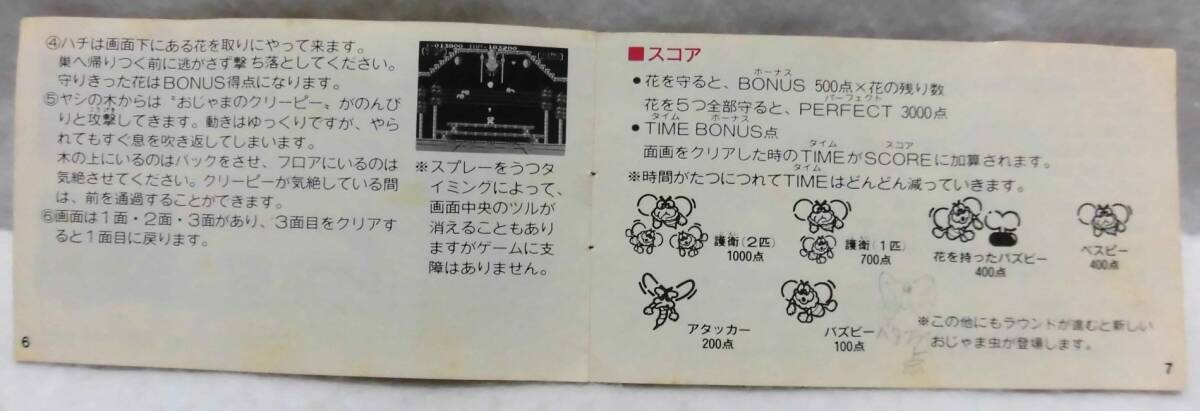 ④ハチは画面下にある花を取りにやって来ます。
巣へ帰りつく前に逃がさず撃ち落としてください。
守りきった花はBONUS得点になります。
⑤ヤシの木からは〝おじゃまのクリーピー〟がのんび
りと攻撃してきます。動きはゆっくりですが、やら
れてもすぐ息を吹き返してしまいます。
木の上にいるのはバックをさせ、フロアにいるのは
気絶させてください。クリーピーが気絶している間
は、前を通過することができます。
⑥画面は1面・2面・3面があり、3面目をクリアす
ると1面目に戻ります。
※スプレーをうつタ
イミングによって、
画面中央のツルが
消えることもあり
ますがゲームに支
障はありません。
6
■スコア
ボーナス
●花を守ると、BONUS 500点×花の残り数
パーフェクト
花を5つ全部守ると、PERFECT 3000点
タイム ボーナス
●TIME BONUS点
タイム スコア
面画をクリアした時のTIMEがSCOREに加算されます。
タイム
※時間がたつにつれてTIMEはどんどん減っていきます。
護衛(2匹)
1000点
護衛(1匹)
700点
花を持ったバズビー
400点
ベスビー
400点
アタッカー
200点
バズビー
100点
※この他にもラウンドが進むと新しい
おじゃま虫が登場します。
7